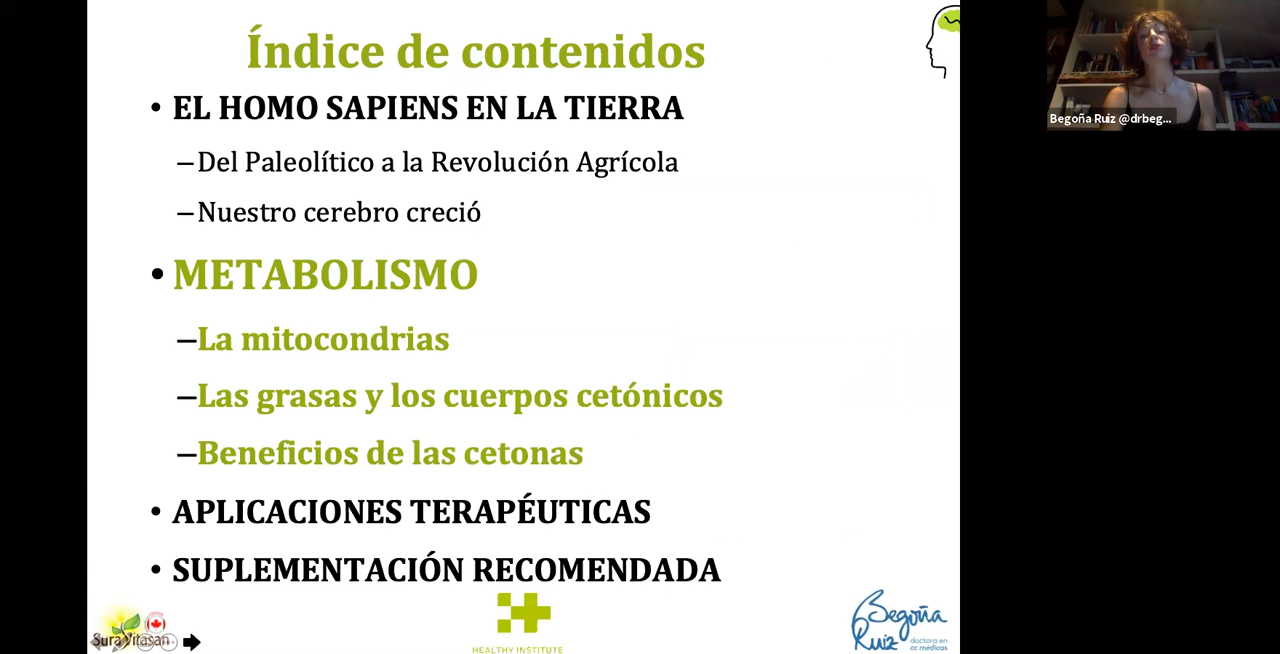 Índice de contenidos
• EL HOMO SAPIENS EN LA TIERRA
–Del Paleolítico a la Revolución Agrícola
–Nuestro cerebro creció
• METABOLISMO
–La mitocondrias
–Las grasas y los cuerpos cetónicos
–Beneficios de las cetonas
• APLICACIONES TERAPÉUTICAS
• SUPLEMENTACIÓN RECOMENDADA
Begoña Ruiz @drbeg...
Sura Vitasan
HEALTHY INSTITUTE
Begoña
Ruiz
doctora en
cc médicas